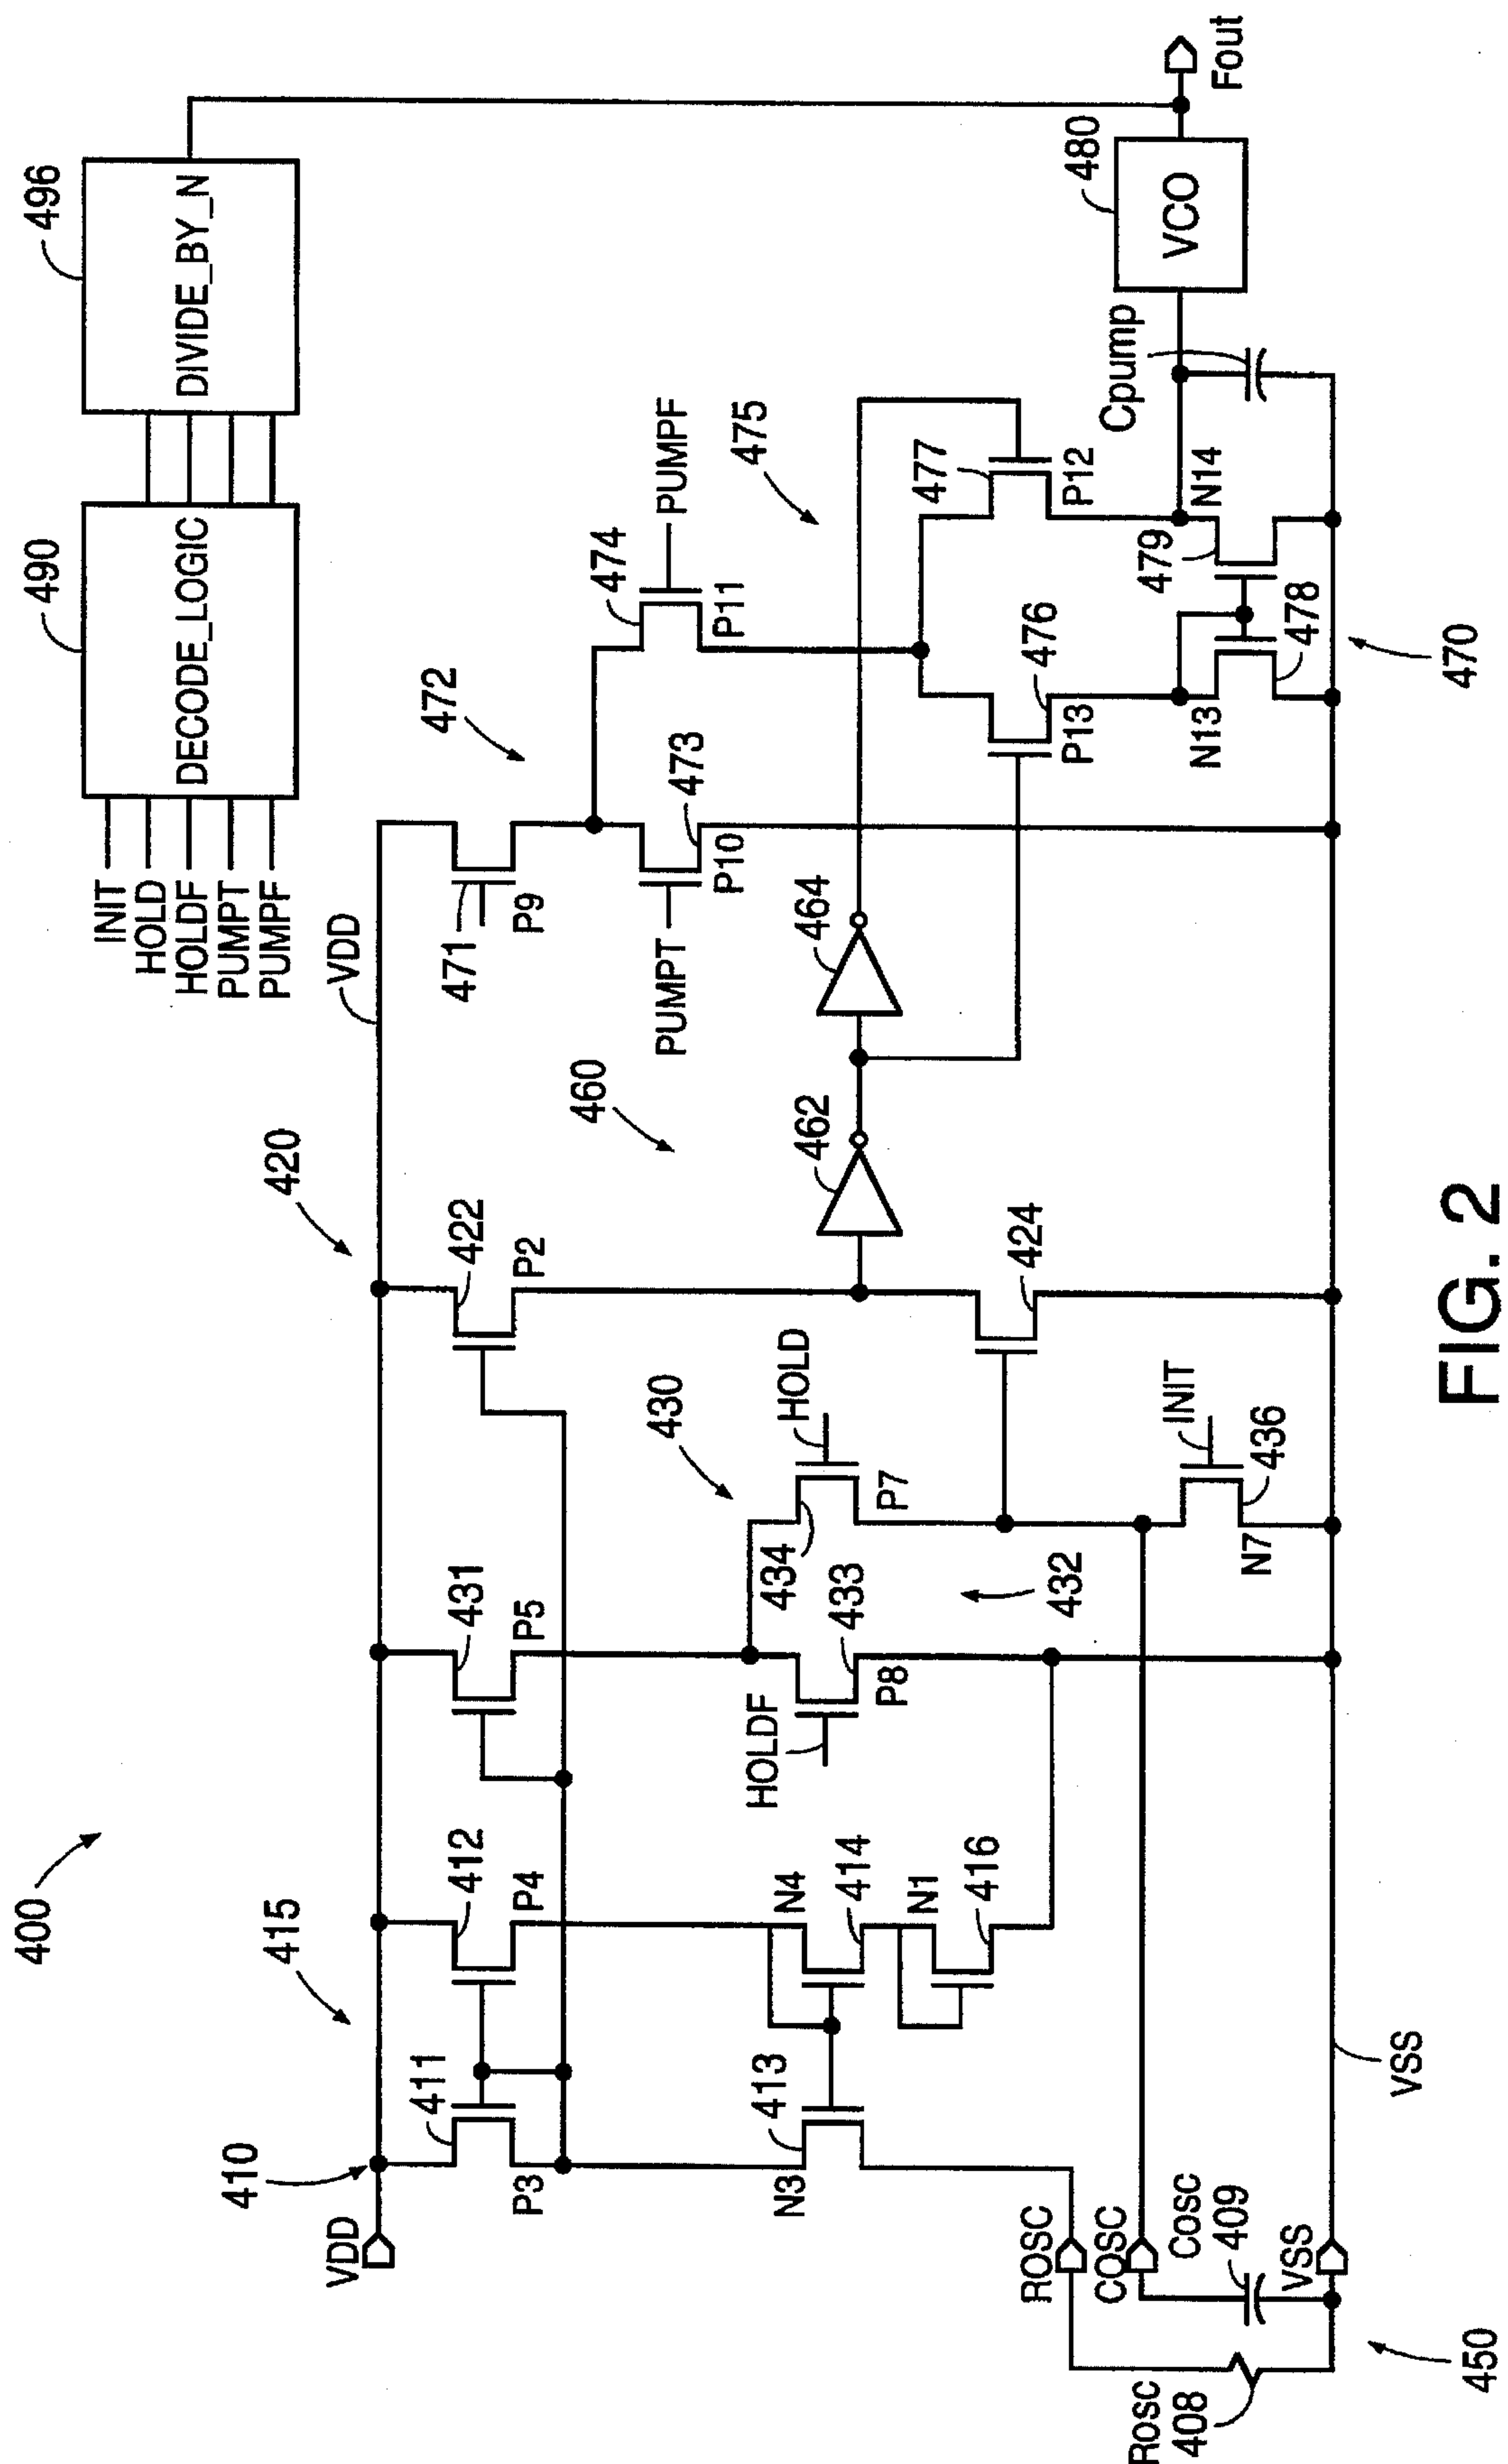 400
410
415
420
430
460
472
475
490
496
INIT
HOLD
HOLDF
PUMPT
PUMPF
DECODE_LOGIC
DIVIDE_BY_N
VDD
VDD
411
P3
412
P4
431
P5
422
P2
471
P9
PUMPT
473
P10
474
P11
PUMPF
413
N3
N4
414
N1
416
HOLDF
433
P8
434
P7
HOLD
432
424
462
464
476
P13
477
P12
N13
478
479
N14
470
Cpump
VCO
480
Fout
INIT
436
N7
ROSC
COSC
COSC
409
VSS
VSS
ROSC
408
450
FIG. 2